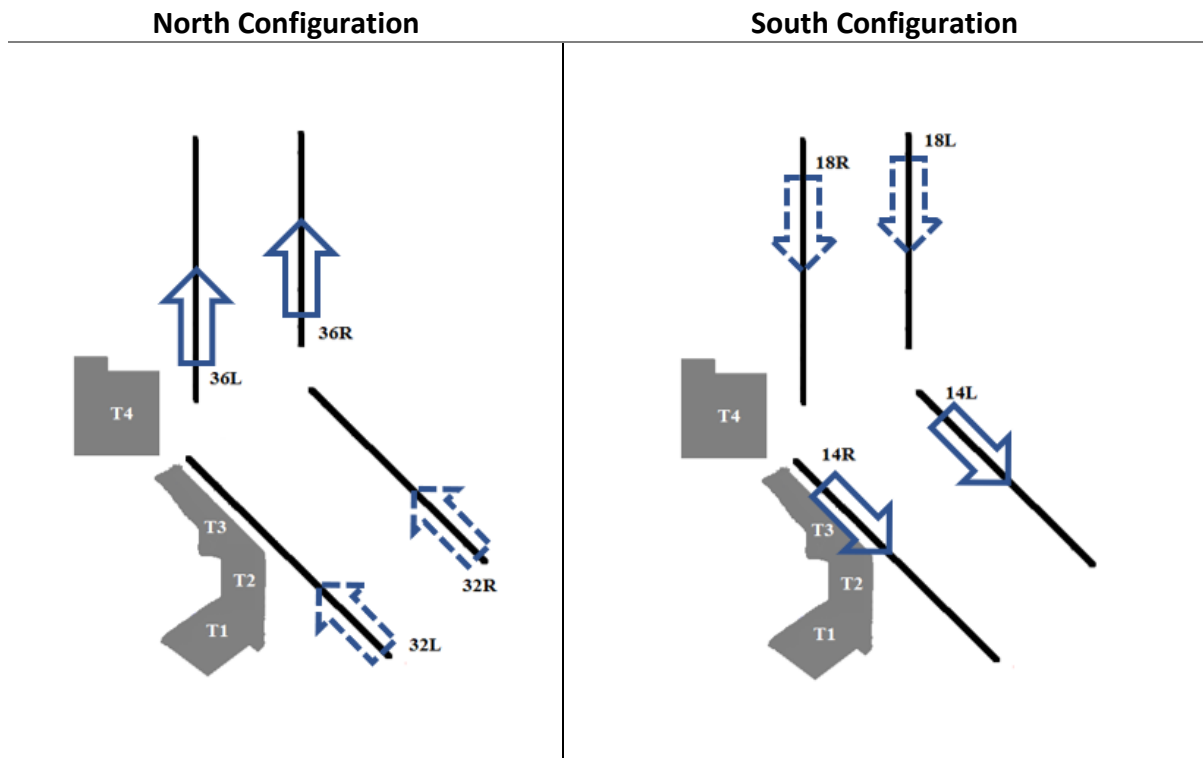 North Configuration
South Configuration
36R
36L
T4
T3
T2
T1
32R
32L
18L
18R
14L
T4
14R
T3
T2
T1